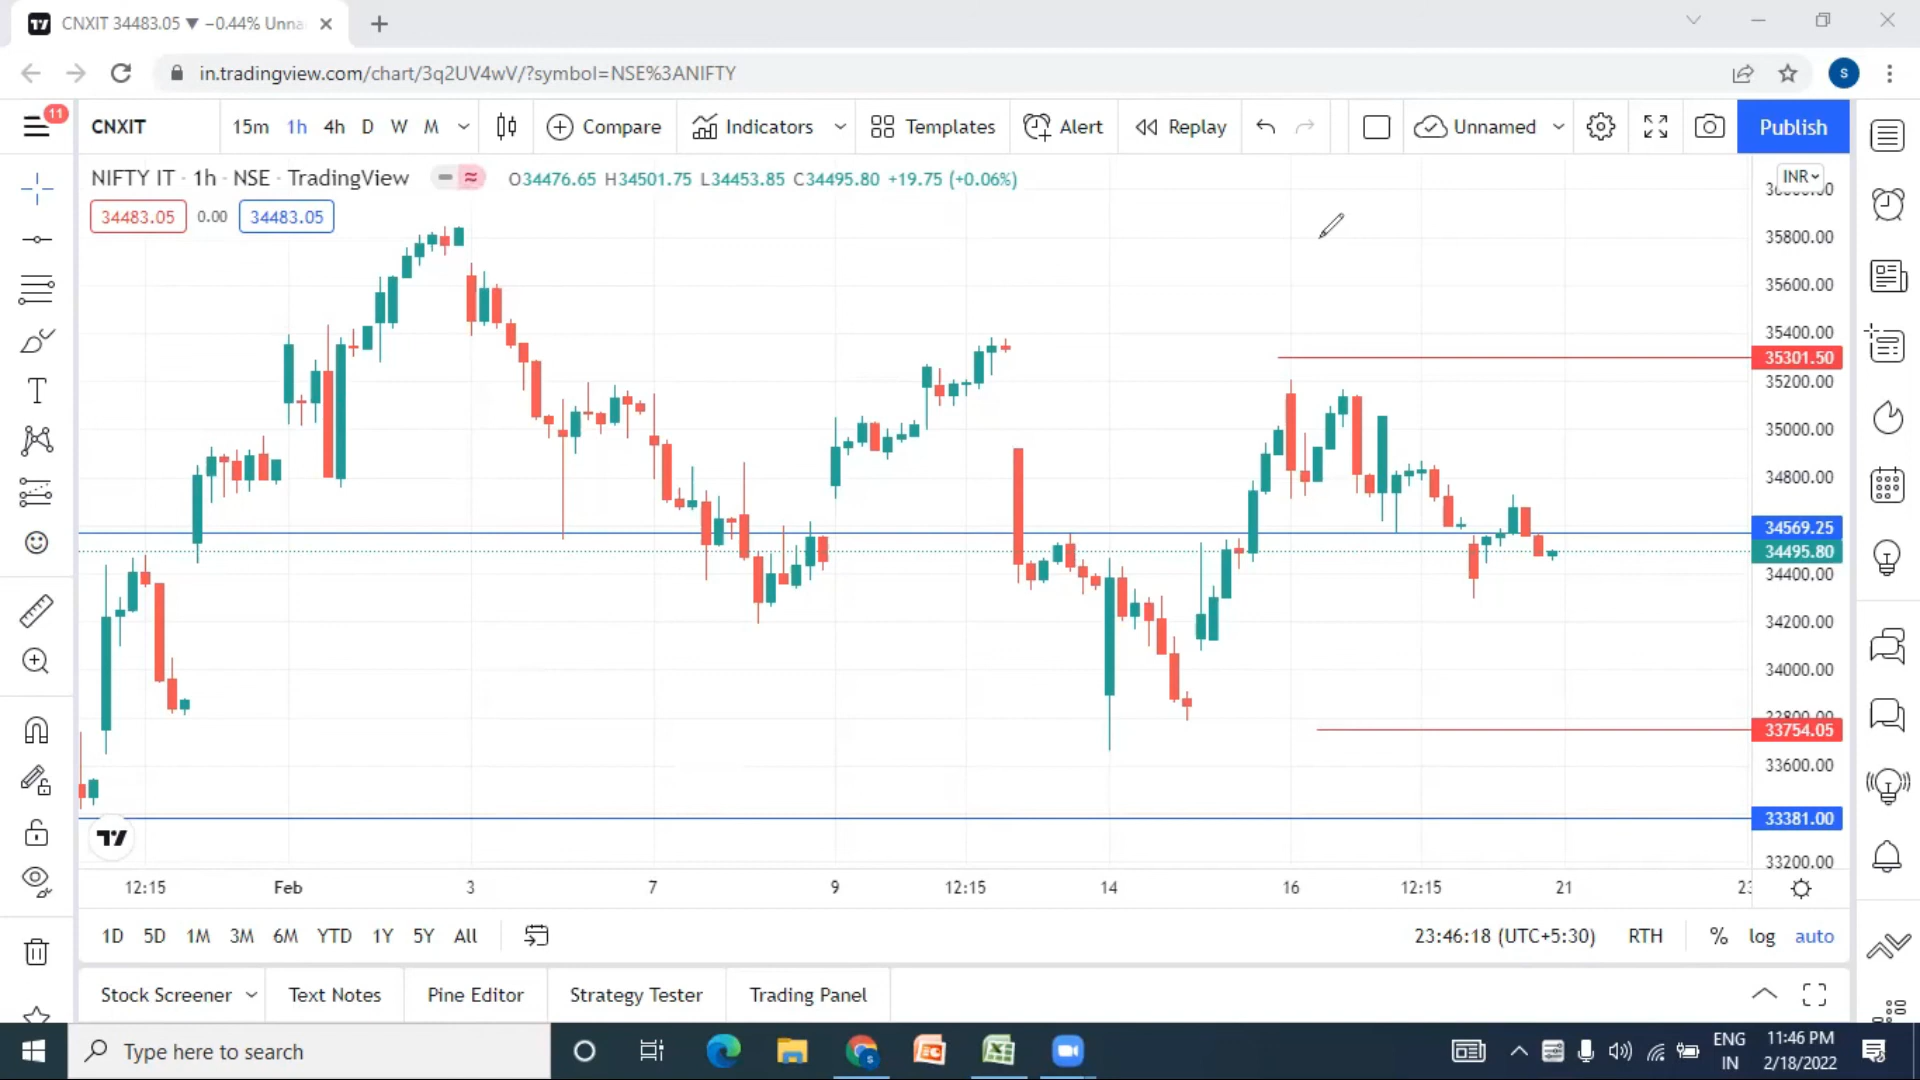 CNXIT 34483.05 ▼ −0.44% Unna
in.tradingview.com/chart/3q2UV4wV/?symbol=NSE%3ANIFTY
S
11
CNXIT
15m 1h 4h D W M
Compare
Indicators
Templates
Alert
Replay
Unnamed
Publish
NIFTY IT · 1h · NSE · TradingView
O34476.65 H34501.75 L34453.85 C34495.80 +19.75 (+0.06%)
INR
34483.05 0.00 34483.05
35800.00
35600.00
35400.00
35301.50
35200.00
35000.00
34800.00
34569.25
34495.80
34400.00
34200.00
34000.00
33754.05
33600.00
33381.00
33200.00
12:15 Feb 3 7 9 12:15 14 16 12:15 21
1D 5D 1M 3M 6M YTD 1Y 5Y All
23:46:18 (UTC+5:30) RTH % log auto
Stock Screener Text Notes Pine Editor Strategy Tester Trading Panel
Type here to search
ENG
IN
11:46 PM
2/18/2022